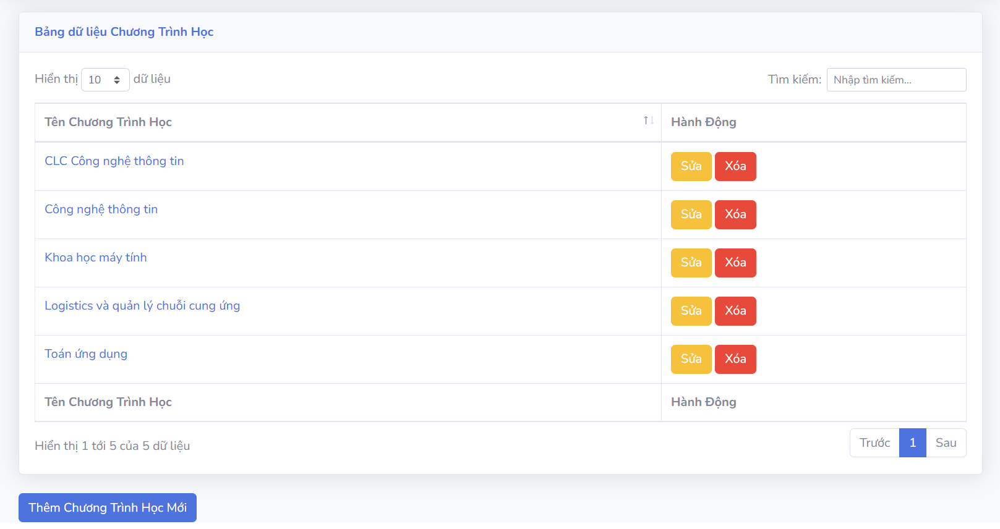 Bảng dữ liệu Chương Trình Học
Hiển thị 10 dữ liệu
Tìm kiếm: Nhập tìm kiếm...
Tên Chương Trình Học Hành Động
CLC Công nghệ thông tin Sửa Xóa
Công nghệ thông tin Sửa Xóa
Khoa học máy tính Sửa Xóa
Logistics và quản lý chuỗi cung ứng Sửa Xóa
Toán ứng dụng Sửa Xóa
Tên Chương Trình Học Hành Động
Hiển thị 1 tới 5 của 5 dữ liệu
Trước 1 Sau
Thêm Chương Trình Học Mới